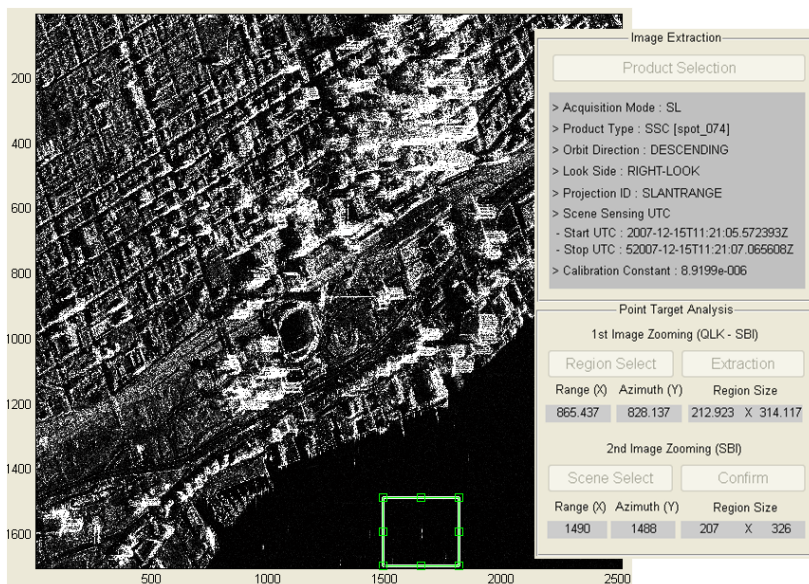 200
400
600
800
1000
1200
1400
1600
500
1000
1500
2000
2500
Image Extraction
Product Selection
> Acquisition Mode : SL
> Product Type : SSC [spot_074]
> Orbit Direction : DESCENDING
> Look Side : RIGHT-LOOK
> Projection ID : SLANTRANGE
> Scene Sensing UTC
- Start UTC : 2007-12-15T11:21:05.572393Z
- Stop UTC : 52007-12-15T11:21:07.065608Z
> Calibration Constant : 8.9199e-006
Point Target Analysis
1st Image Zooming (QLK - SBI)
Region Select Extraction
Range (X) Azimuth (Y) Region Size
865.437 828.137 212.923 X 314.117
2nd Image Zooming (SBI)
Scene Select Confirm
Range (X) Azimuth (Y) Region Size
1490 1488 207 X 326